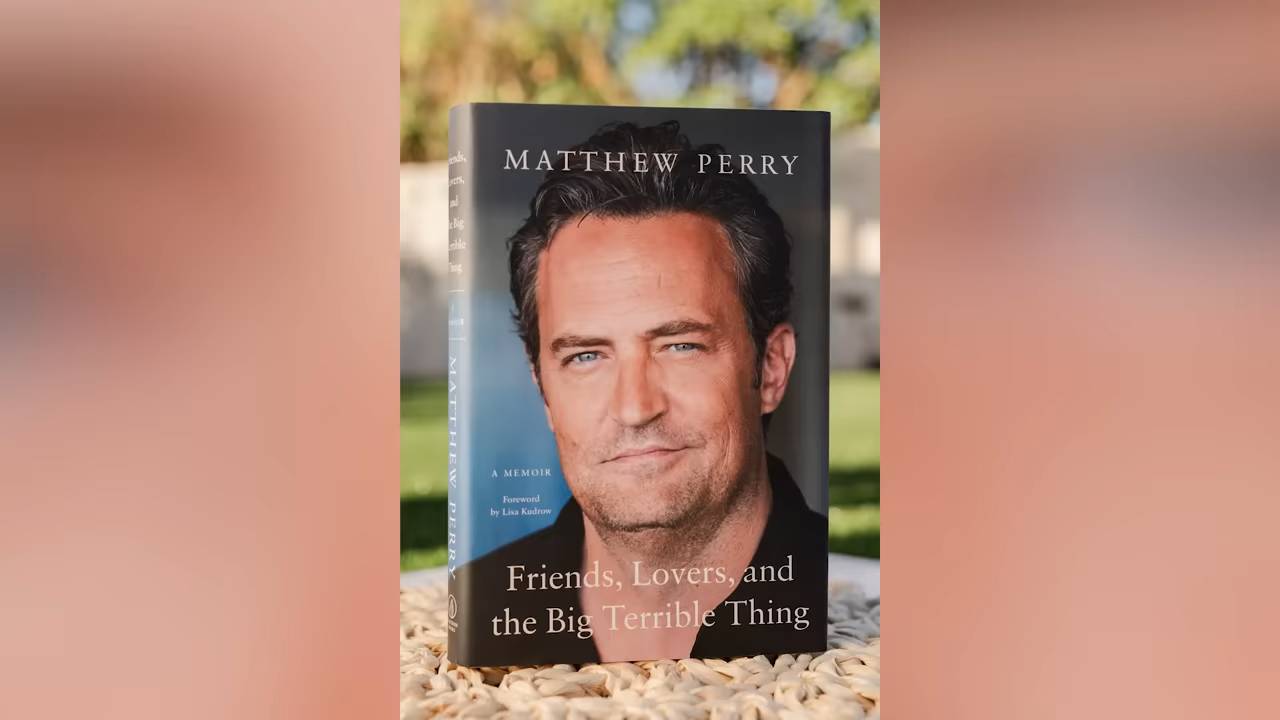 MATTHEW PERRY
A MEMOIR
Foreword
by Lisa Kudrow
Friends, Lovers, and
the Big Terrible Thing
MATTHEW PERRY